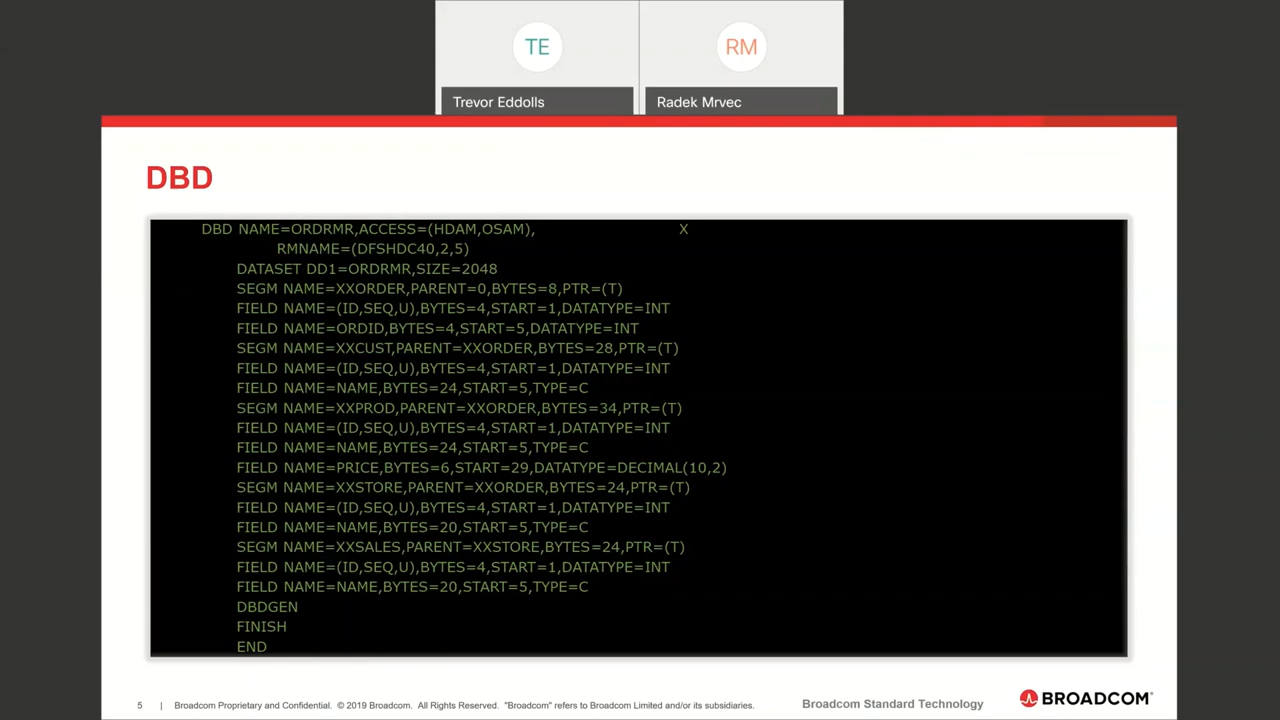 TE
RM
Trevor Eddolls
Radek Mrvec
DBD
DBD NAME=ORDRMR,ACCESS=(HDAM,OSAM), X
RMNAME=(DFSHDC40,2,5)
DATASET DD1=ORDRMR,SIZE=2048
SEGM NAME=XXORDER,PARENT=0,BYTES=8,PTR=(T)
FIELD NAME=(ID,SEQ,U),BYTES=4,START=1,DATATYPE=INT
FIELD NAME=ORDID,BYTES=4,START=5,DATATYPE=INT
SEGM NAME=XXCUST,PARENT=XXORDER,BYTES=28,PTR=(T)
FIELD NAME=(ID,SEQ,U),BYTES=4,START=1,DATATYPE=INT
FIELD NAME=NAME,BYTES=24,START=5,TYPE=C
SEGM NAME=XXPROD,PARENT=XXORDER,BYTES=34,PTR=(T)
FIELD NAME=(ID,SEQ,U),BYTES=4,START=1,DATATYPE=INT
FIELD NAME=NAME,BYTES=24,START=5,TYPE=C
FIELD NAME=PRICE,BYTES=6,START=29,DATATYPE=DECIMAL(10,2)
SEGM NAME=XXSTORE,PARENT=XXORDER,BYTES=24,PTR=(T)
FIELD NAME=(ID,SEQ,U),BYTES=4,START=1,DATATYPE=INT
FIELD NAME=NAME,BYTES=20,START=5,TYPE=C
SEGM NAME=XXSALES,PARENT=XXSTORE,BYTES=24,PTR=(T)
FIELD NAME=(ID,SEQ,U),BYTES=4,START=1,DATATYPE=INT
FIELD NAME=NAME,BYTES=20,START=5,TYPE=C
DBDGEN
FINISH
END
5 | Broadcom Proprietary and Confidential. © 2019 Broadcom. All Rights Reserved. "Broadcom" refers to Broadcom Limited and/or its subsidiaries.
Broadcom Standard Technology
BROADCOM®